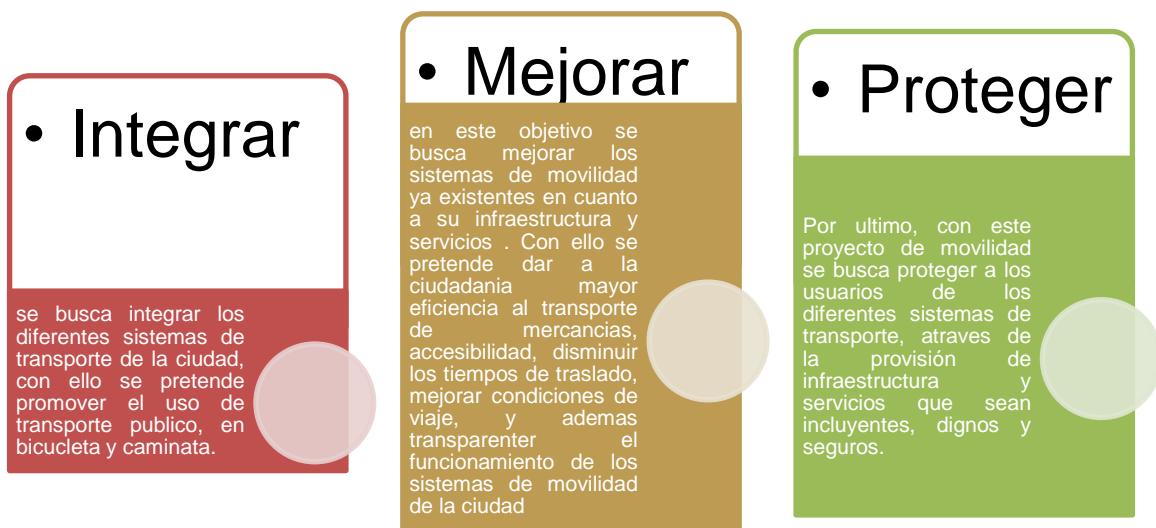 • Integrar
se busca integrar los
diferentes sistemas de
transporte de la ciudad,
con ello se pretende
promover el uso de
transporte publico, en
bicucleta y caminata.
• Mejorar
en este objetivo se
busca mejorar los
sistemas de movilidad
ya existentes en cuanto
a su infraestructura y
servicios . Con ello se
pretende dar a la
ciudadania mayor
eficiencia al transporte
de mercancias,
accesibilidad, disminuir
los tiempos de traslado,
mejorar condiciones de
viaje, y ademas
transparenter el
funcionamiento de los
sistemas de movilidad
de la ciudad
• Proteger
Por ultimo, con este
proyecto de movilidad
se busca proteger a los
usuarios de los
diferentes sistemas de
transporte, atraves de
la provisión de
infraestructura y
servicios que sean
incluyentes, dignos y
seguros.